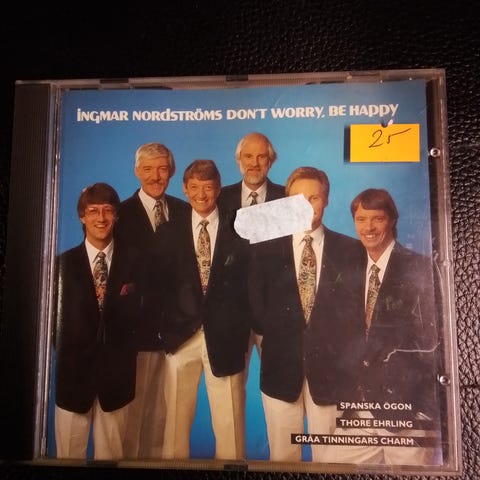 iNGMAR NORdSTRÖMS DON'T WORRY, BE HAPPY
25
SPANSKA ÖGON
THORE EHRLING
GRÅA TINNINGARS CHARM